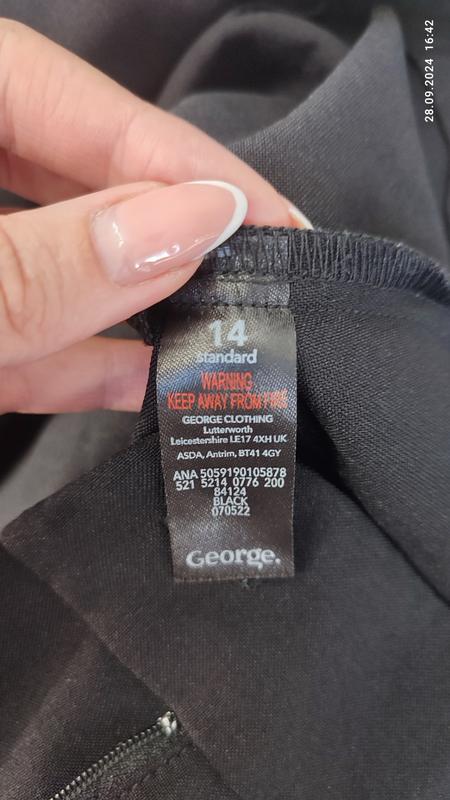 28.09.2024 16:42
14
standard
WARNING
KEEP AWAY FROM FIRE
GEORGE CLOTHING
Lutterworth
Leicestershire LE17 4XH UK
ASDA, Antrim, BT41 4GY
ANA 5059190105878
521 5214 0776 200
84124
BLACK
070522
George.